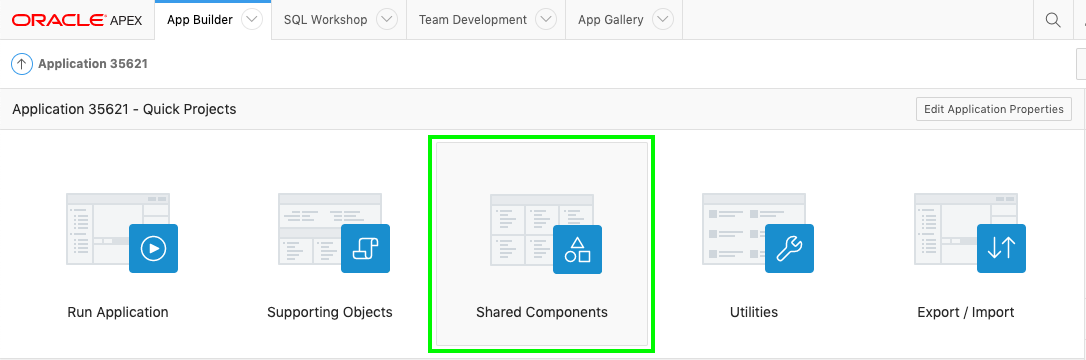 ORACLE APEX App Builder SQL Workshop Team Development App Gallery
Application 35621
Application 35621 - Quick Projects Edit Application Properties
Run Application Supporting Objects Shared Components Utilities Export / Import